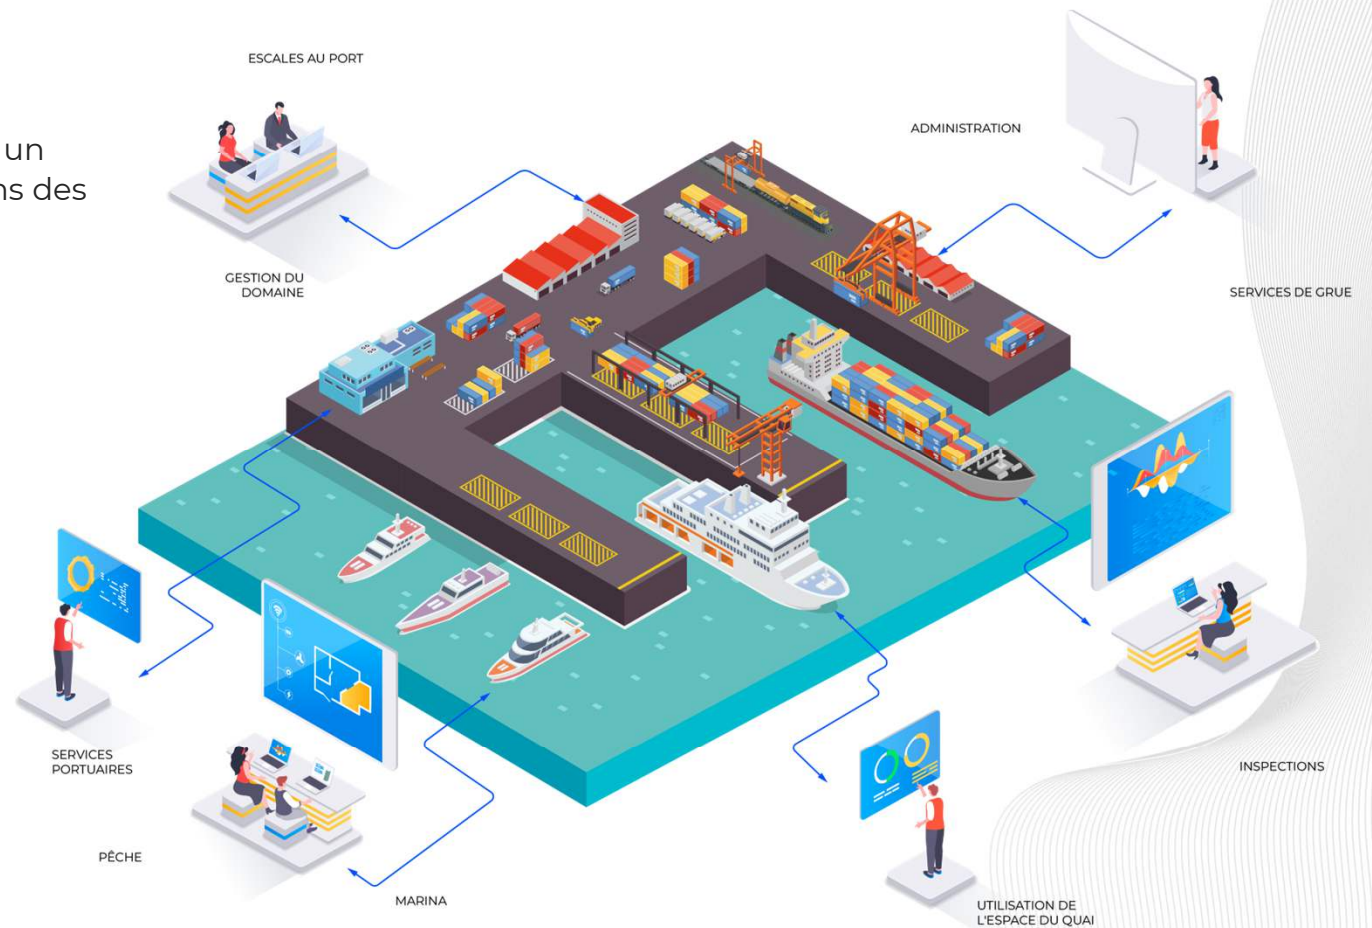 ESCALES AU PORT
ADMINISTRATION
un
ns des
GESTION DU
DOMAINE
SERVICES DE GRUE
SERVICES
PORTUAIRES
INSPECTIONS
PÊCHE
MARINA
UTILISATION DE
L'ESPACE DU QUAI